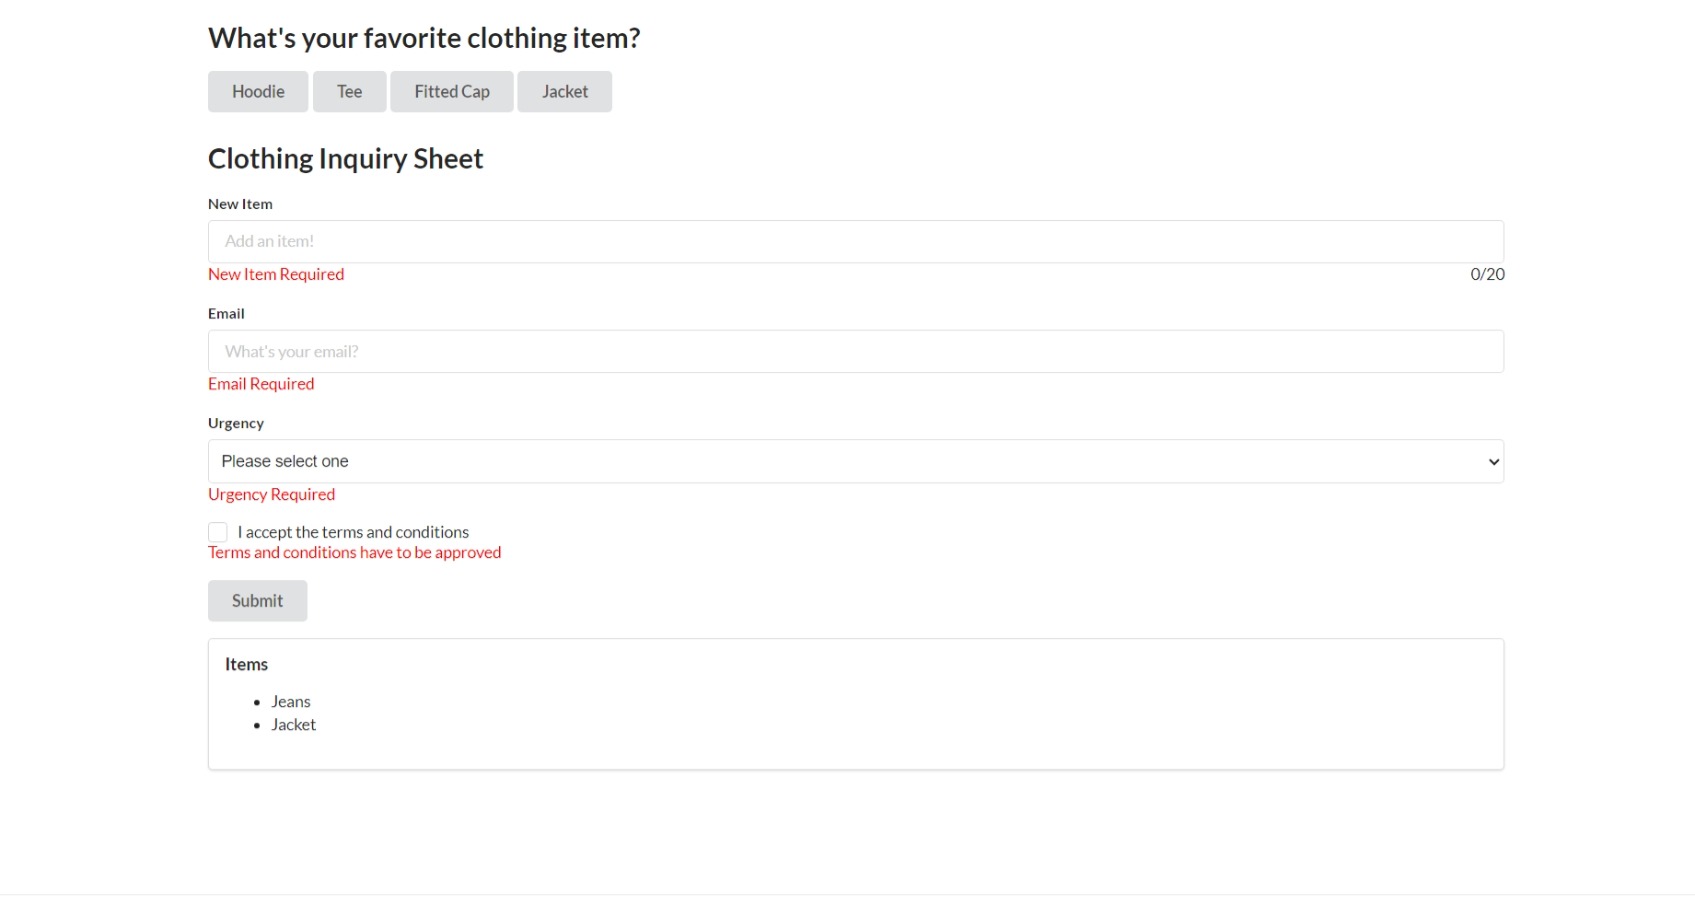 What's your favorite clothing item?
Hoodie Tee Fitted Cap Jacket
Clothing Inquiry Sheet
New Item
Add an item!
New Item Required 0/20
Email
What's your email?
Email Required
Urgency
Please select one
Urgency Required
I accept the terms and conditions
Terms and conditions have to be approved
Submit
Items
Jeans
Jacket